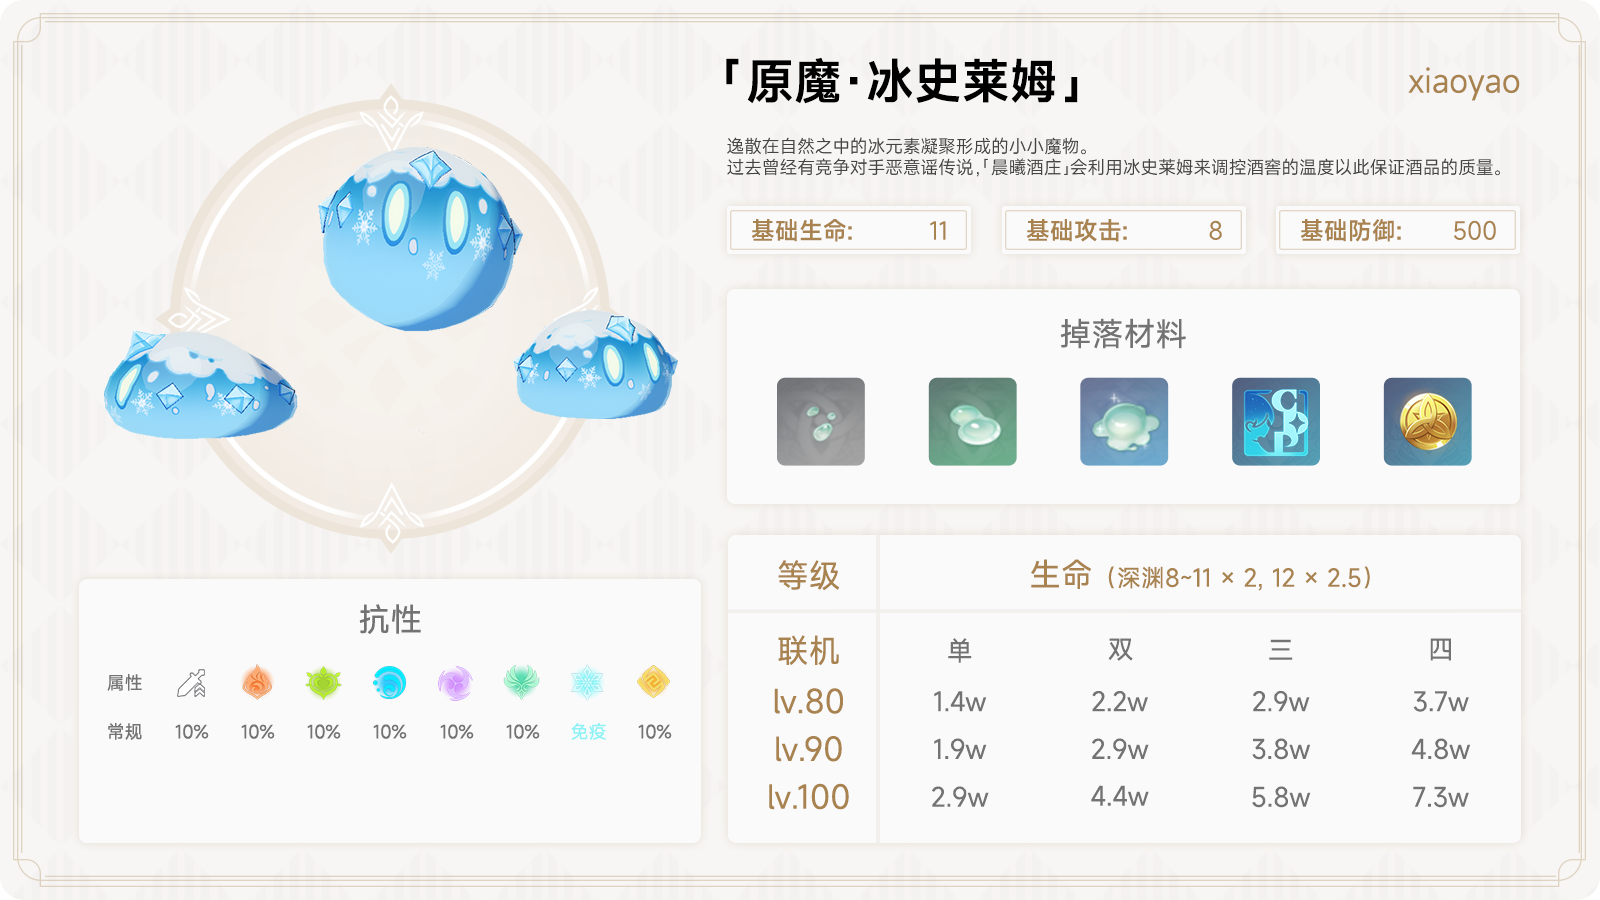 「原魔·冰史莱姆」
xiaoyao
逸散在自然之中的冰元素凝聚形成的小小魔物。
过去曾经有竞争对手恶意谣传说,「晨曦酒庄」会利用冰史莱姆来调控酒窖的温度以此保证酒品的质量。
基础生命: 11
基础攻击: 8
基础防御: 500
掉落材料
抗性
属性
常规 10% 10% 10% 10% 10% 10% 免疫 10%
等级 生命 (深渊8~11 × 2, 12 × 2.5)
联机 单 双 三 四
lv.80 1.4w 2.2w 2.9w 3.7w
lv.90 1.9w 2.9w 3.8w 4.8w
lv.100 2.9w 4.4w 5.8w 7.3w